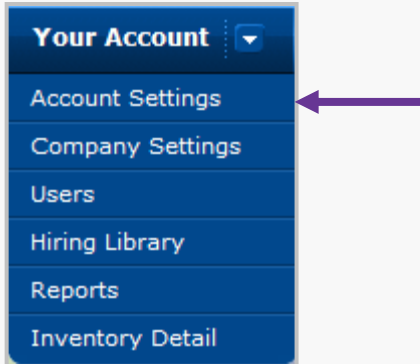 Your Account
Account Settings
Company Settings
Users
Hiring Library
Reports
Inventory Detail